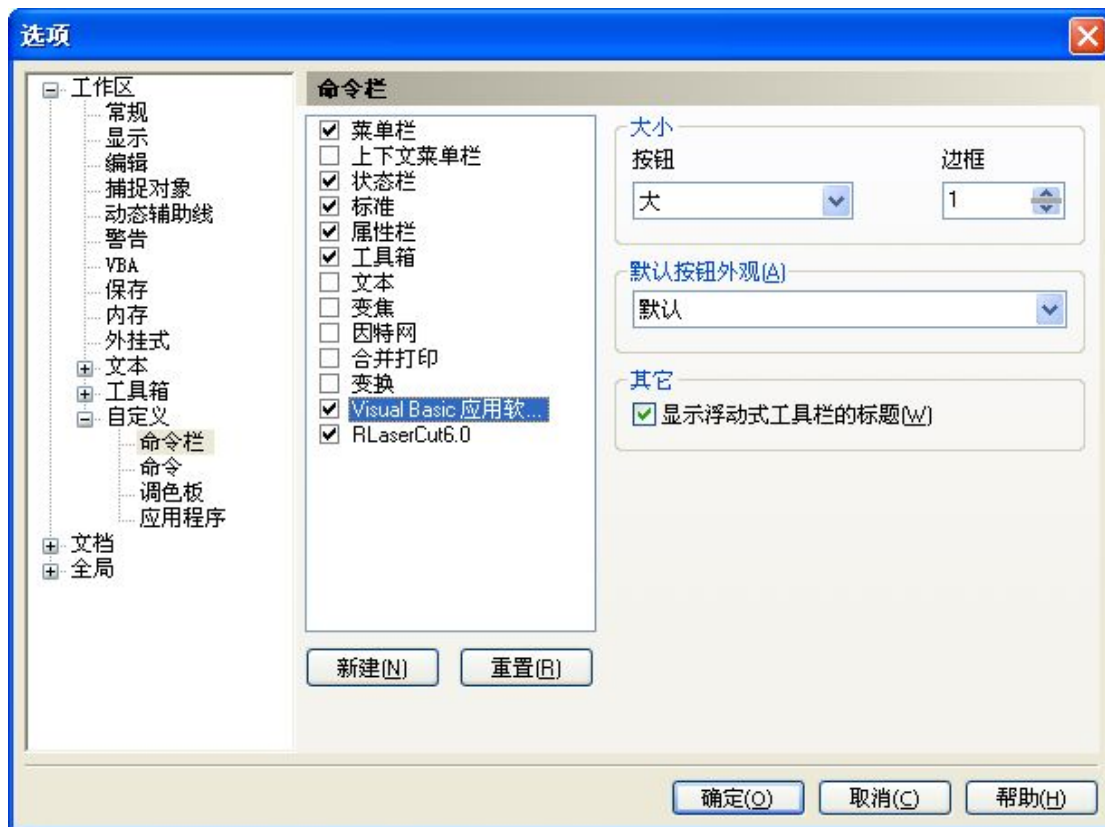 选项
工作区
常规
显示
编辑
捕捉对象
动态辅助线
警告
VBA
保存
内存
外挂式
文本
工具箱
自定义
命令栏
命令
调色板
应用程序
文档
全局
命令栏
菜单栏
上下文菜单栏
状态栏
标准
属性栏
工具箱
文本
变焦
因特网
合并打印
变换
Visual Basic 应用软...
RLaserCut6.0
新建(N)
重置(R)
大小
按钮
边框
大
1
默认按钮外观(A)
默认
其它
显示浮动式工具栏的标题(W)
确定(O)
取消(C)
帮助(H)